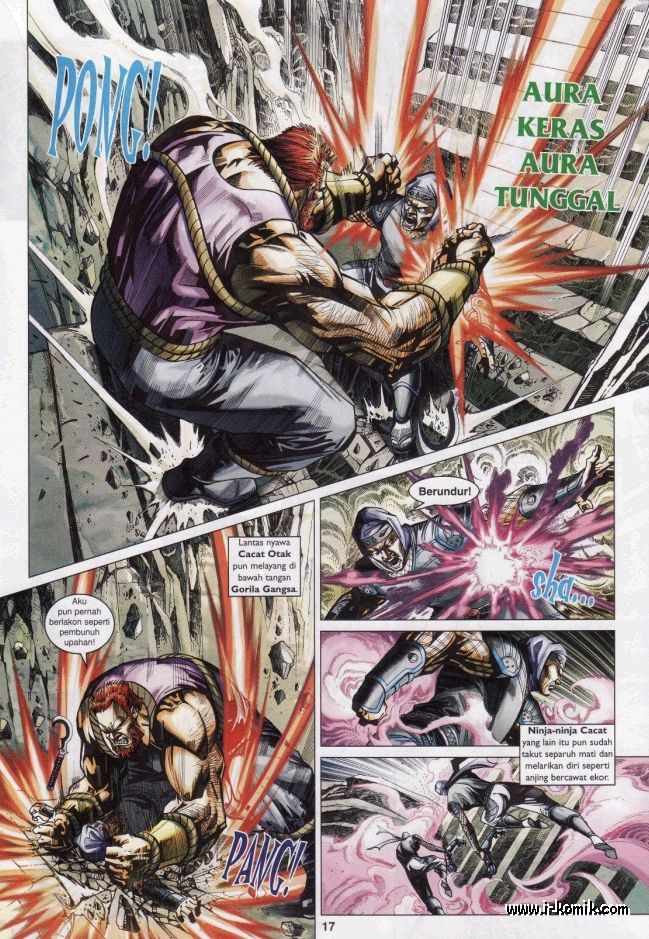 PONG!
AURA
KERAS
AURA
TUNGGAL
Berundur!
sha...
Lantas nyawa
Cacat Otak
pun melayang di
bawah tangan
Gorila Gangsa.
Aku
pun pernah
berlakon seperti
pembunuh
upahan!
PANG!
Ninja-ninja Cacat
yang lain itu pun sudah
takut separuh mati dan
melarikan diri seperti
anjing bercawat ekor.
17
www.i-komik.com